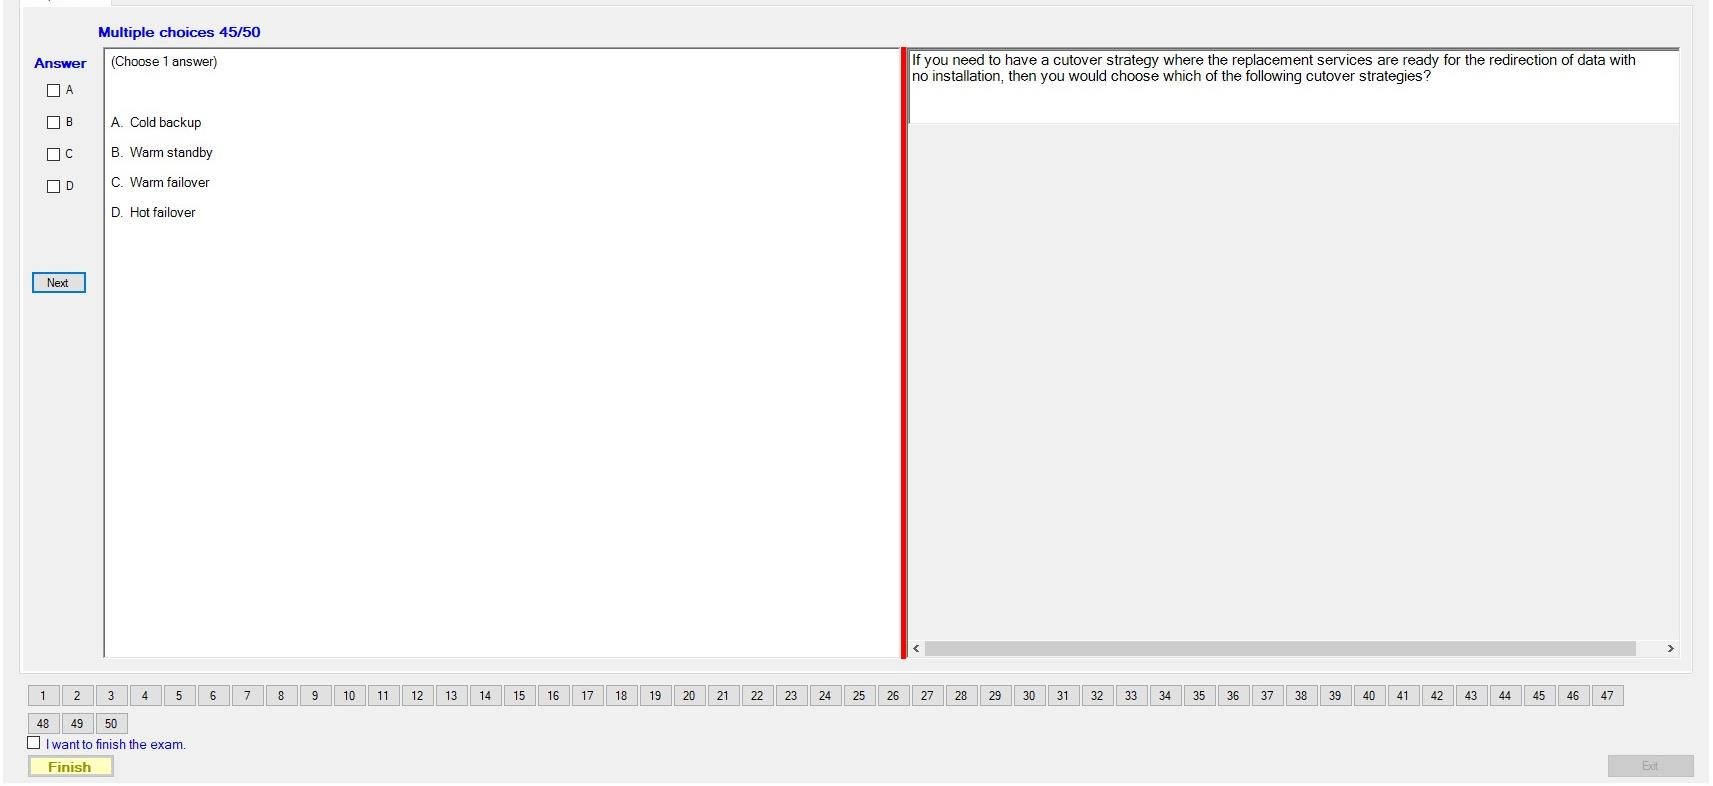 Multiple choices 45/50
Answer
(Choose 1 answer)
A
B
C
D
A. Cold backup
B. Warm standby
C. Warm failover
D. Hot failover
Next
If you need to have a cutover strategy where the replacement services are ready for the redirection of data with
no installation, then you would choose which of the following cutover strategies?
1 2 3 4 5 6 7 8 9 10 11 12 13 14 15 16 17 18 19 20 21 22 23 24 25 26 27 28 29 30 31 32 33 34 35 36 37 38 39 40 41 42 43 44 45 46 47
48 49 50
I want to finish the exam.
Finish
Exit